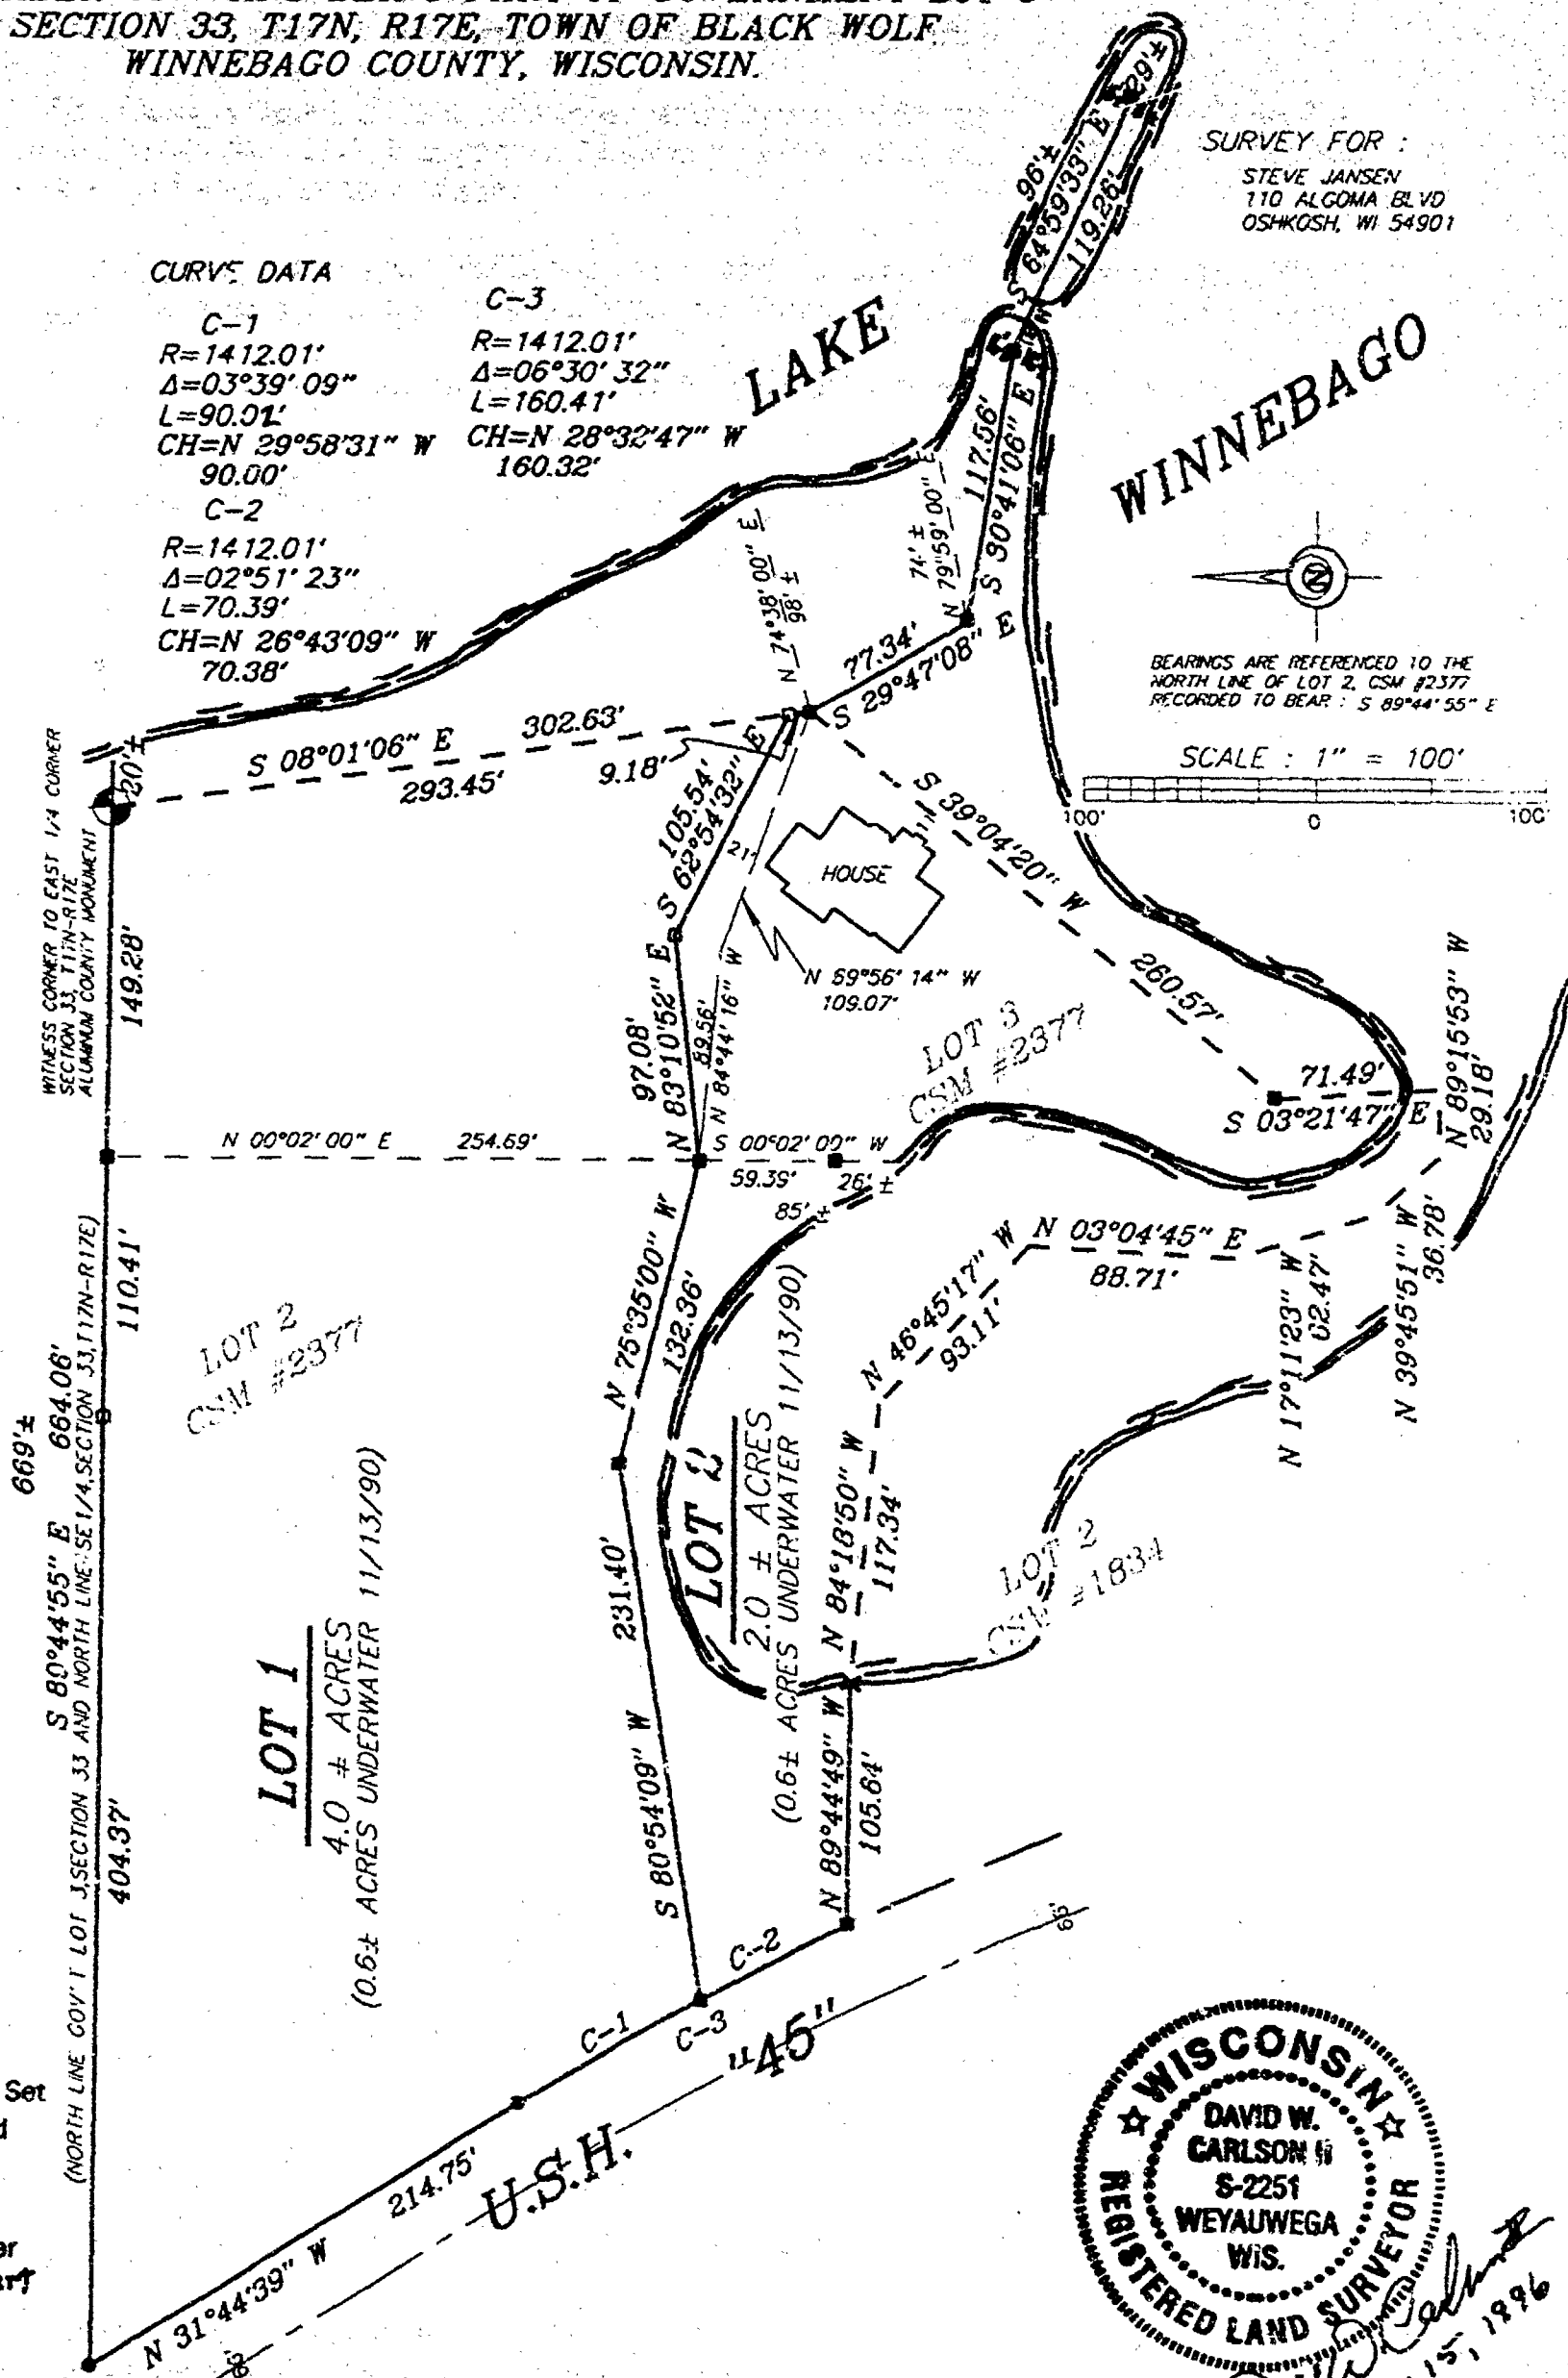 SECTION 33, T17N, R17E, TOWN OF BLACK WOLF
WINNEBAGO COUNTY, WISCONSIN.
SURVEY FOR :
STEVE JANSEN
110 ALGOMA BLVD
OSHKOSH, WI 54901
CURVE DATA
C-1
R=1412.01'
Δ=03°39'09"
L=90.01'
CH=N 29°58'31" W
90.00'
C-2
R=1412.01'
Δ=02°51'23"
L=70.39'
CH=N 26°43'09" W
70.38'
C-3
R=1412.01'
Δ=06°30'32"
L=160.41'
CH=N 28°32'47" W
160.32'
LAKE
WINNEBAGO
29'±
96'±
S 64°59'33" E
119.26'
117.56'
S 80°41'06" E
74' ±
N 79°59'00" E
N 74°38'00" E
98' ±
77.34'
S 29°47'08" E
N
BEARINGS ARE REFERENCED TO THE
NORTH LINE OF LOT 2, CSM #2377
RECORDED TO BEAR : S 89°44'55" E
SCALE : 1" = 100'
100'
0
100'
20'±
S 08°01'06" E
302.63'
293.45'
9.18'
WITNESS CORNER TO EAST 1/4 CORNER
SECTION 33, T17N-R17E
ALUMINUM COUNTY MONUMENT
149.28'
105.54'
S 62°54'32" E
21'
HOUSE
S 39°04'20" W
260.57'
N 69°56'14" W
109.07'
97.08'
N 83°10'52" E
89.56'
N 84°44'16" W
LOT 3
CSM #2377
71.49'
S 03°21'47" E
N 89°15'53" W
29.18'
N 00°02'00" E
254.69'
S 00°02'00" W
59.39'
26' ±
85' ±
110.41'
LOT 2
CSM #2377
N 75°35'00" W
132.36'
N 03°04'45" E
88.71'
N 46°45'17" W
93.11'
N 17°11'23" W
62.47'
N 39°45'51" W
36.78'
669'±
S 89°44'55" E
664.06'
(NORTH LINE GOV'T LOT 3,SECTION 33 AND NORTH LINE-SE1/4,SECTION 33,T17N-R17E)
404.37'
LOT 1
4.0 ± ACRES
(0.6± ACRES UNDERWATER 11/13/90)
231.40'
S 80°54'09" W
LOT 2
2.0 ± ACRES
(0.6± ACRES UNDERWATER 11/13/90)
N 84°18'50" W
117.34'
LOT 2
CSM #1834
N 89°44'49" W
105.64'
C-2
C-1
C-3
U.S.H.
"45"
66'
214.75'
N 31°44'39" W
Set
WISCONSIN
DAVID W.
CARLSON II
S-2251
WEYAUWEGA
WIS.
REGISTERED LAND SURVEYOR
15, 1996